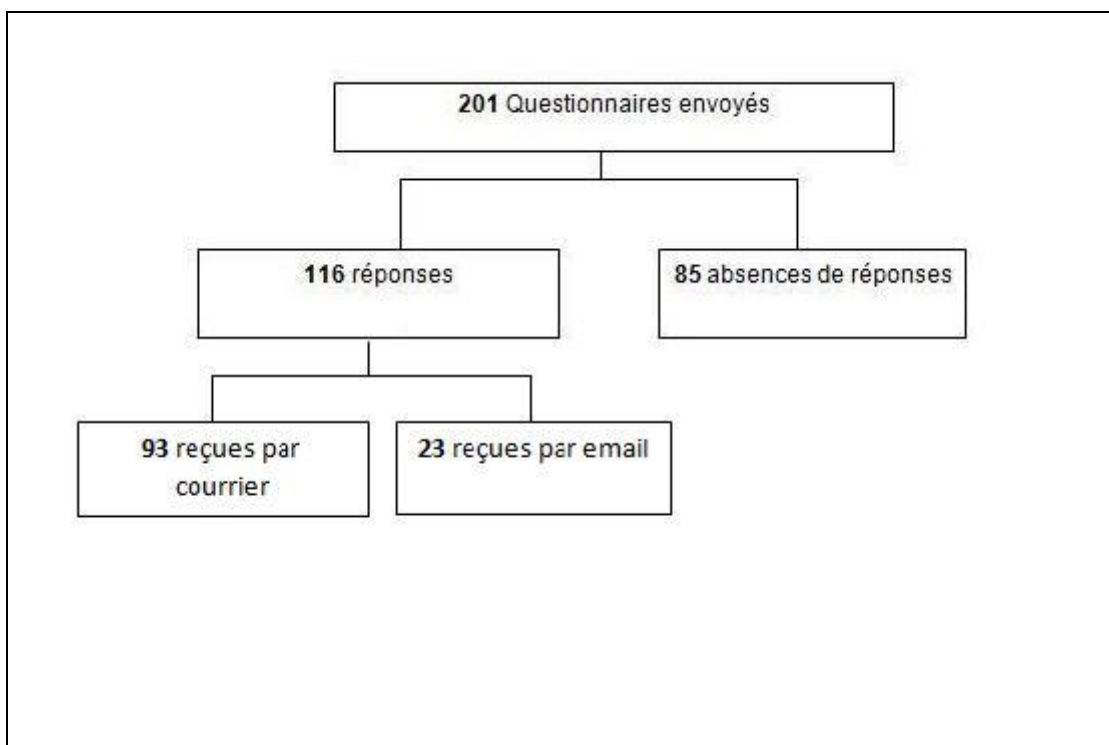 201 Questionnaires envoyés
116 réponses
85 absences de réponses
93 reçues par
courrier
23 reçues par email